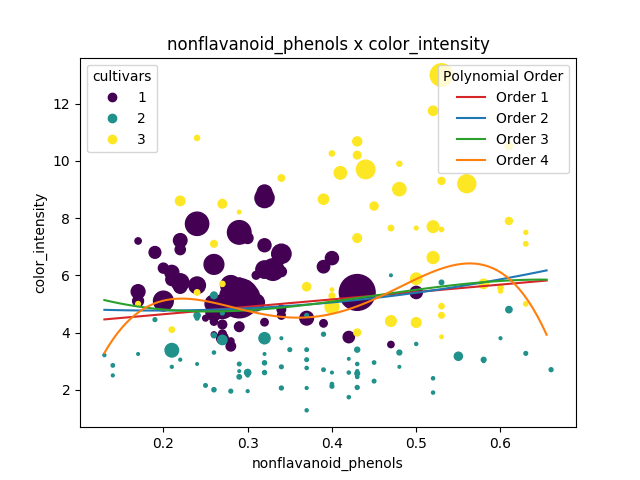 nonflavanoid_phenols x color_intensity
cultivars
1
2
3
Polynomial Order
Order 1
Order 2
Order 3
Order 4
12
10
8
6
4
2
color_intensity
0.2
0.3
0.4
0.5
0.6
nonflavanoid_phenols